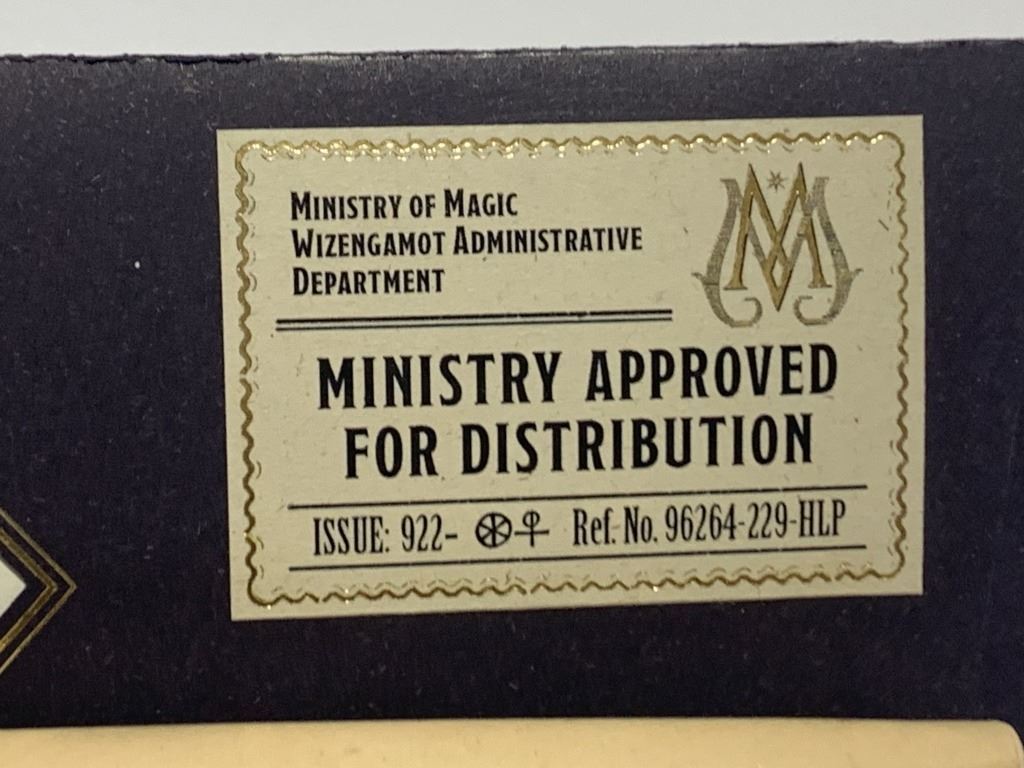 Ministry of Magic
Wizengamot Administrative
Department
M
MINISTRY APPROVED
FOR DISTRIBUTION
ISSUE: 922- Ref. No. 96264-229-HLP